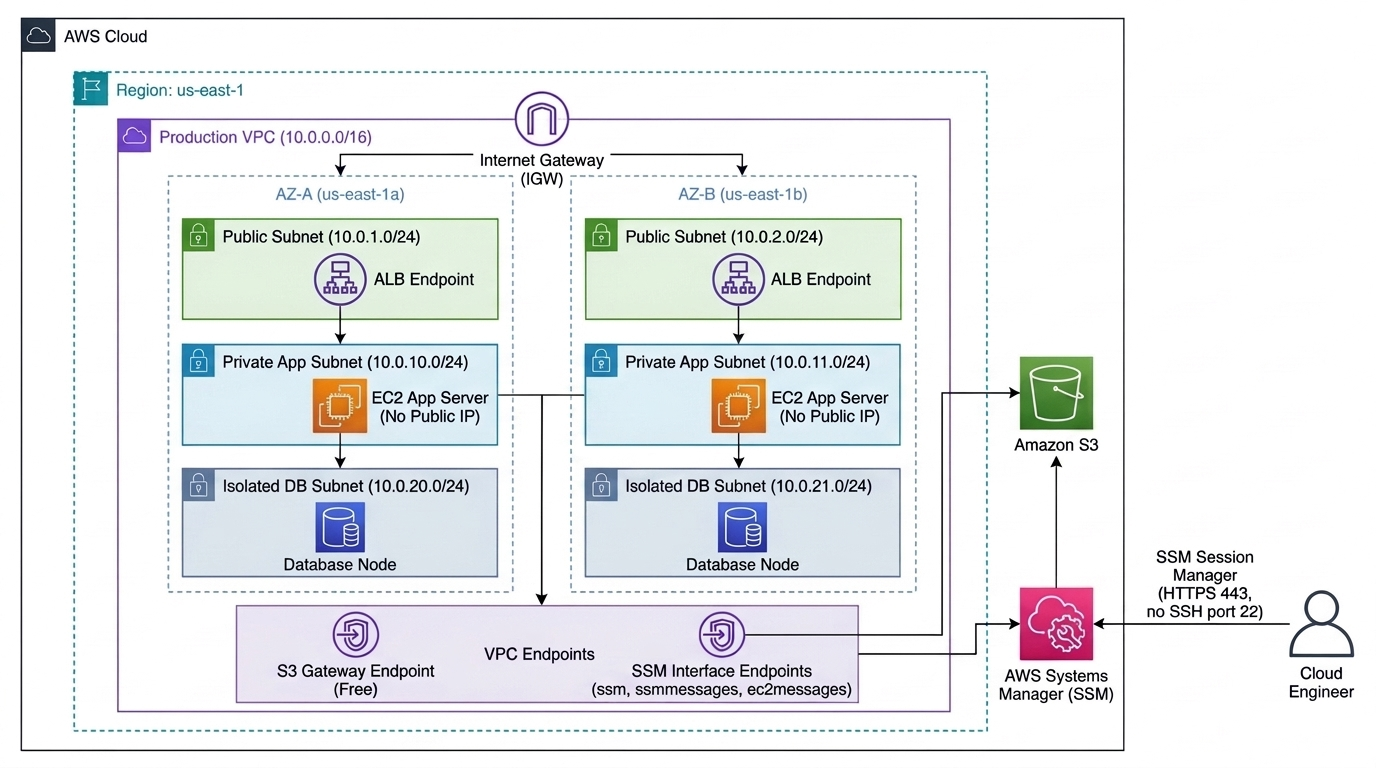 AWS Cloud
Region: us-east-1
Production VPC (10.0.0.0/16)
Internet Gateway
(IGW)
AZ-A (us-east-1a)
Public Subnet (10.0.1.0/24)
ALB Endpoint
Private App Subnet (10.0.10.0/24)
EC2 App Server
(No Public IP)
Isolated DB Subnet (10.0.20.0/24)
Database Node
AZ-B (us-east-1b)
Public Subnet (10.0.2.0/24)
ALB Endpoint
Private App Subnet (10.0.11.0/24)
EC2 App Server
(No Public IP)
Isolated DB Subnet (10.0.21.0/24)
Database Node
S3 Gateway Endpoint
(Free)
VPC Endpoints
SSM Interface Endpoints
(ssm, ssmmessages, ec2messages)
Amazon S3
AWS Systems
Manager (SSM)
SSM Session
Manager
(HTTPS 443,
no SSH port 22)
Cloud
Engineer